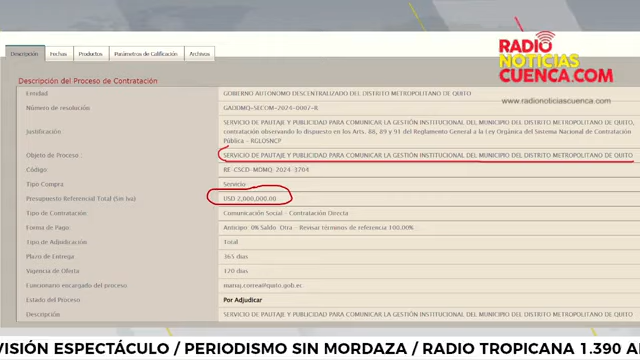 RADIO
NOTICIAS
CUENCA.COM
www.radionoticiascuenca.com
Descripción Fechas Productos Parámetros de Calificación Archivos
Descripción del Proceso de Contratación
Entidad GOBIERNO AUTONOMO DESCENTRALIZADO DEL DISTRITO METROPOLITANO DE QUITO
Número de resolución GADDMQ-SECOM-2024-0007-R
Justificación SERVICIO DE PAUTAJE Y PUBLICIDAD PARA COMUNICAR LA GESTIÓN INSTITUCIONAL DEL MUNICIPIO DEL DISTRITO METROPOLITANO DE QUITO,
contratación observando lo dispuesto en los Arts. 88, 89 y 91 del Reglamento General a la Ley Orgánica del Sistema Nacional de Contratación
Pública - RGLOSNCP
Objeto de Proceso: SERVICIO DE PAUTAJE Y PUBLICIDAD PARA COMUNICAR LA GESTIÓN INSTITUCIONAL DEL MUNICIPIO DEL DISTRITO METROPOLITANO DE QUITO
Código: RE-CSCD-MDMQ-2024-3704
Tipo Compra: Servicio
Presupuesto Referencial Total (Sin Iva) USD 2,000,000.00
Tipo de Contratación: Comunicación Social - Contratación Directa
Forma de Pago: Anticipo: 0% Saldo: Otra - Revisar términos de referencia 100.00%
Tipo de Adjudicación: Total
Plazo de Entrega: 365 días
Vigencia de Oferta: 120 días
Funcionario encargado del proceso:
Estado del Proceso: Por Adjudicar
Descripción: SERVICIO DE PAUTAJE Y PUBLICIDAD PARA COMUNICAR LA GESTIÓN INSTITUCIONAL DEL MUNICIPIO DEL DISTRITO METROPOLITANO DE QUITO
VISIÓN ESPECTÁCULO / PERIODISMO SIN MORDAZA / RADIO TROPICANA 1.390 A